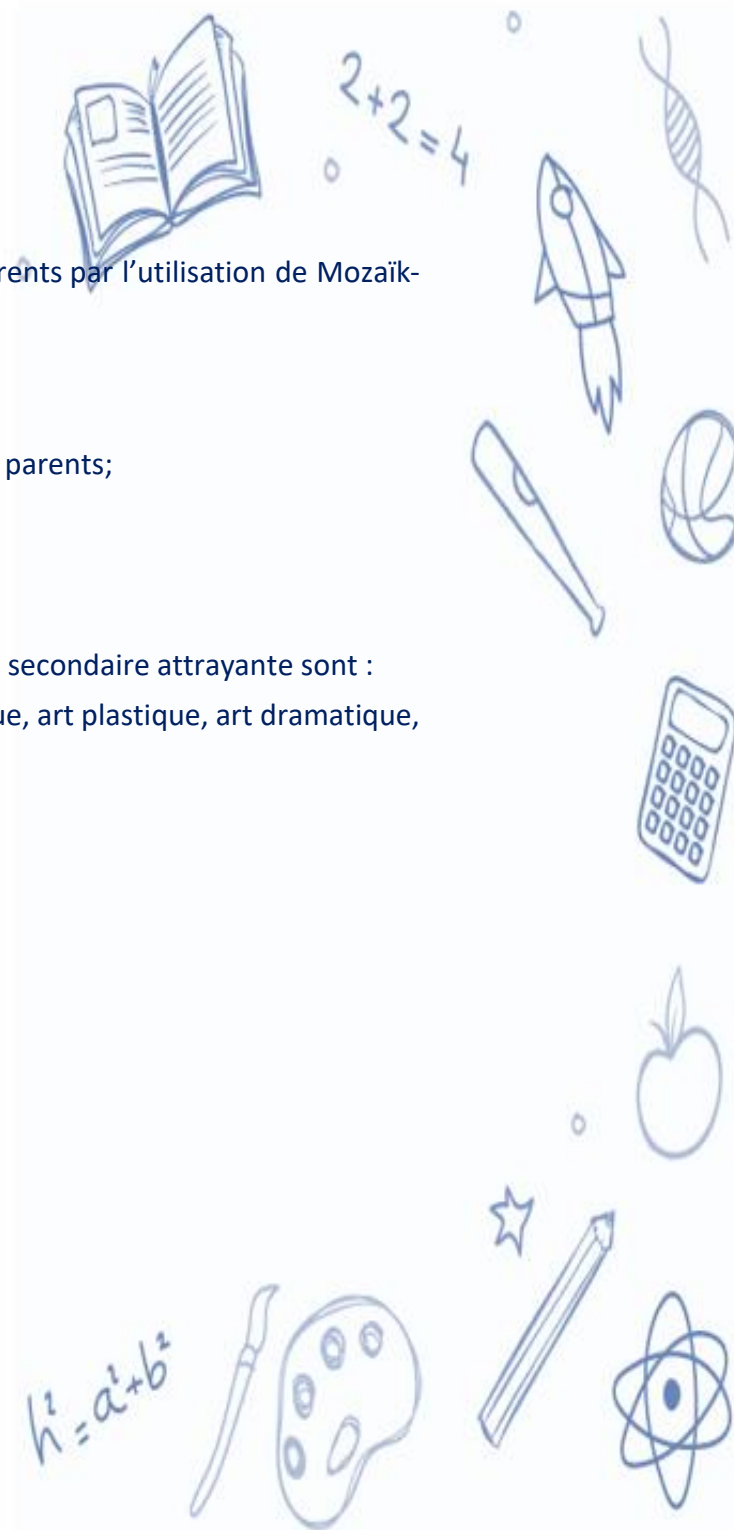 2+2=4
rents par l’utilisation de Mozaïk-
parents;
secondaire attrayante sont :
ue, art plastique, art dramatique,
h²=a²+b²